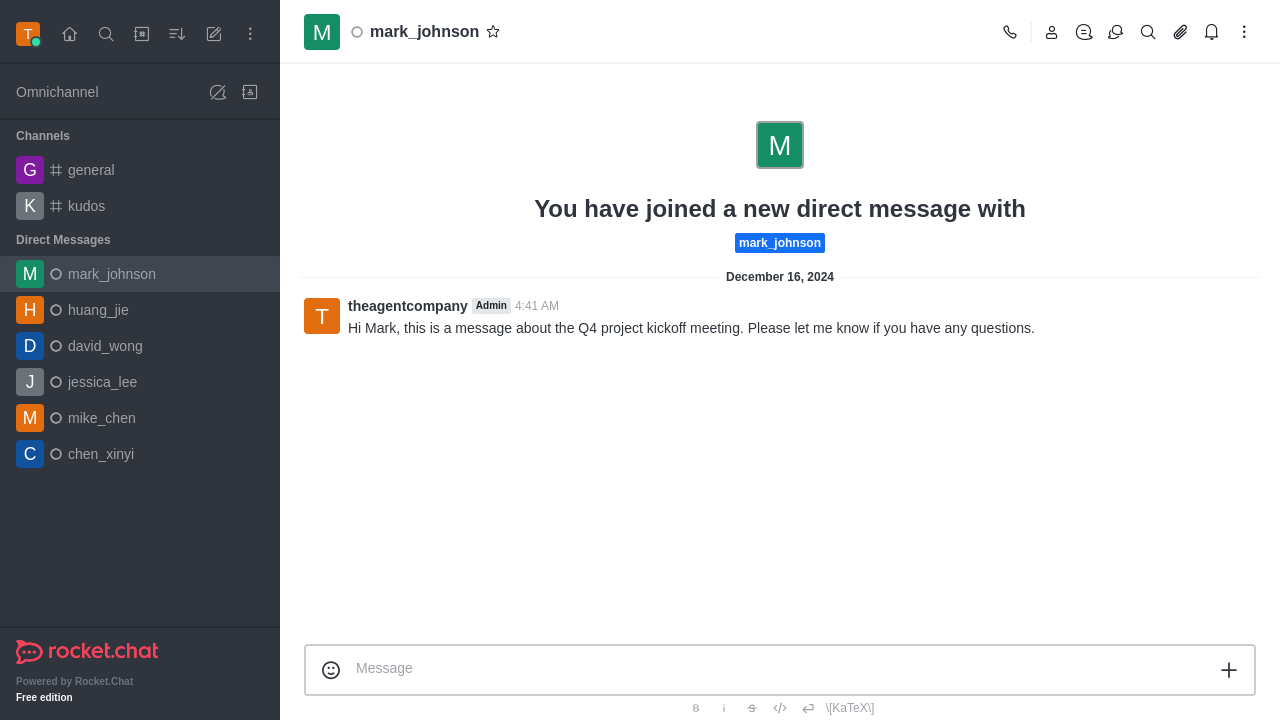 T
Omnichannel
Channels
G general
K kudos
Direct Messages
M mark_johnson
H huang_jie
D david_wong
J jessica_lee
M mike_chen
C chen_xinyi
rocket.chat
Powered by Rocket.Chat
Free edition
M mark_johnson
M
You have joined a new direct message with
mark_johnson
December 16, 2024
T theagentcompany Admin 4:41 AM
Hi Mark, this is a message about the Q4 project kickoff meeting. Please let me know if you have any questions.
Message
B i S \[KaTeX\]